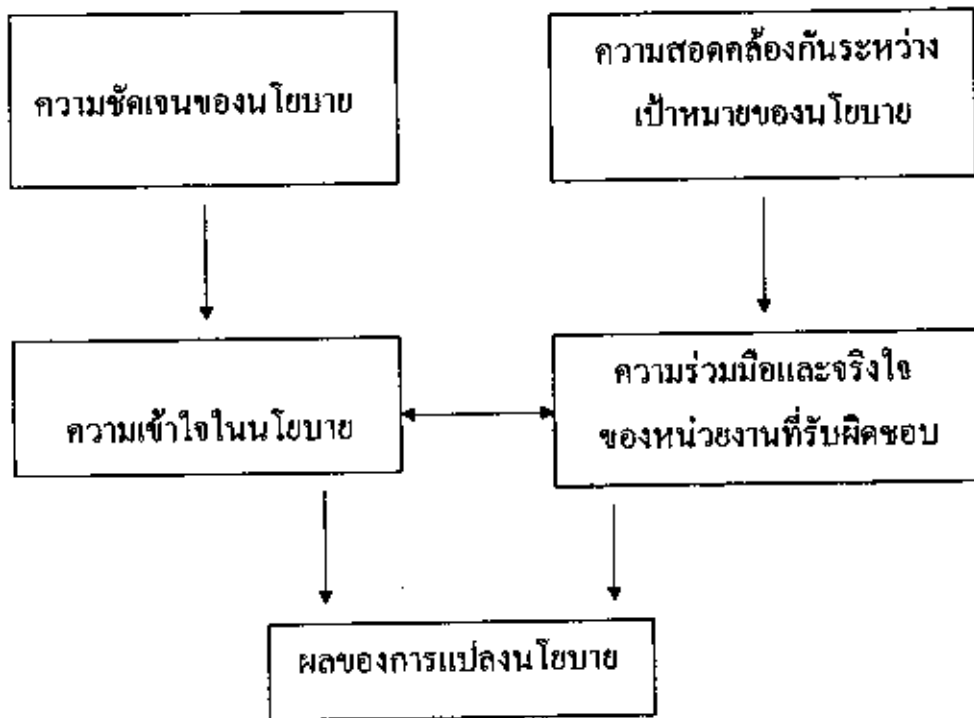 ความชัดเจนของนโยบาย
ความสอดคล้องกันระหว่าง
เป้าหมายของนโยบาย
ความเข้าใจในนโยบาย
ความร่วมมือและจริงใจ
ของหน่วยงานที่รับผิดชอบ
ผลของการแปลงนโยบาย